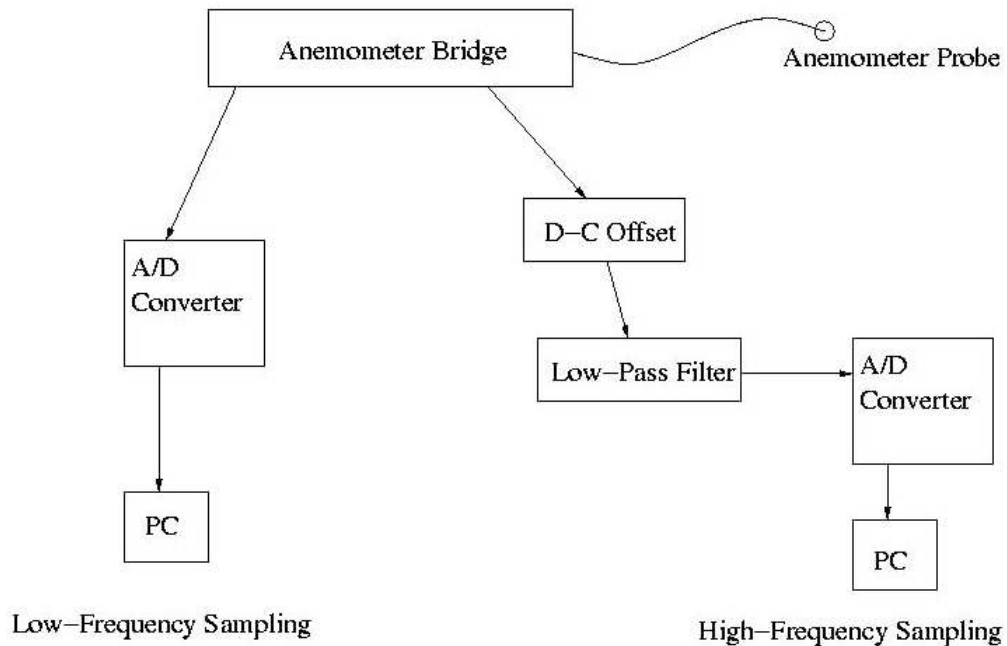 Anemometer Bridge
Anemometer Probe
D−C Offset
A/D
Converter
Low−Pass Filter
A/D
Converter
PC
PC
Low−Frequency Sampling
High−Frequency Sampling